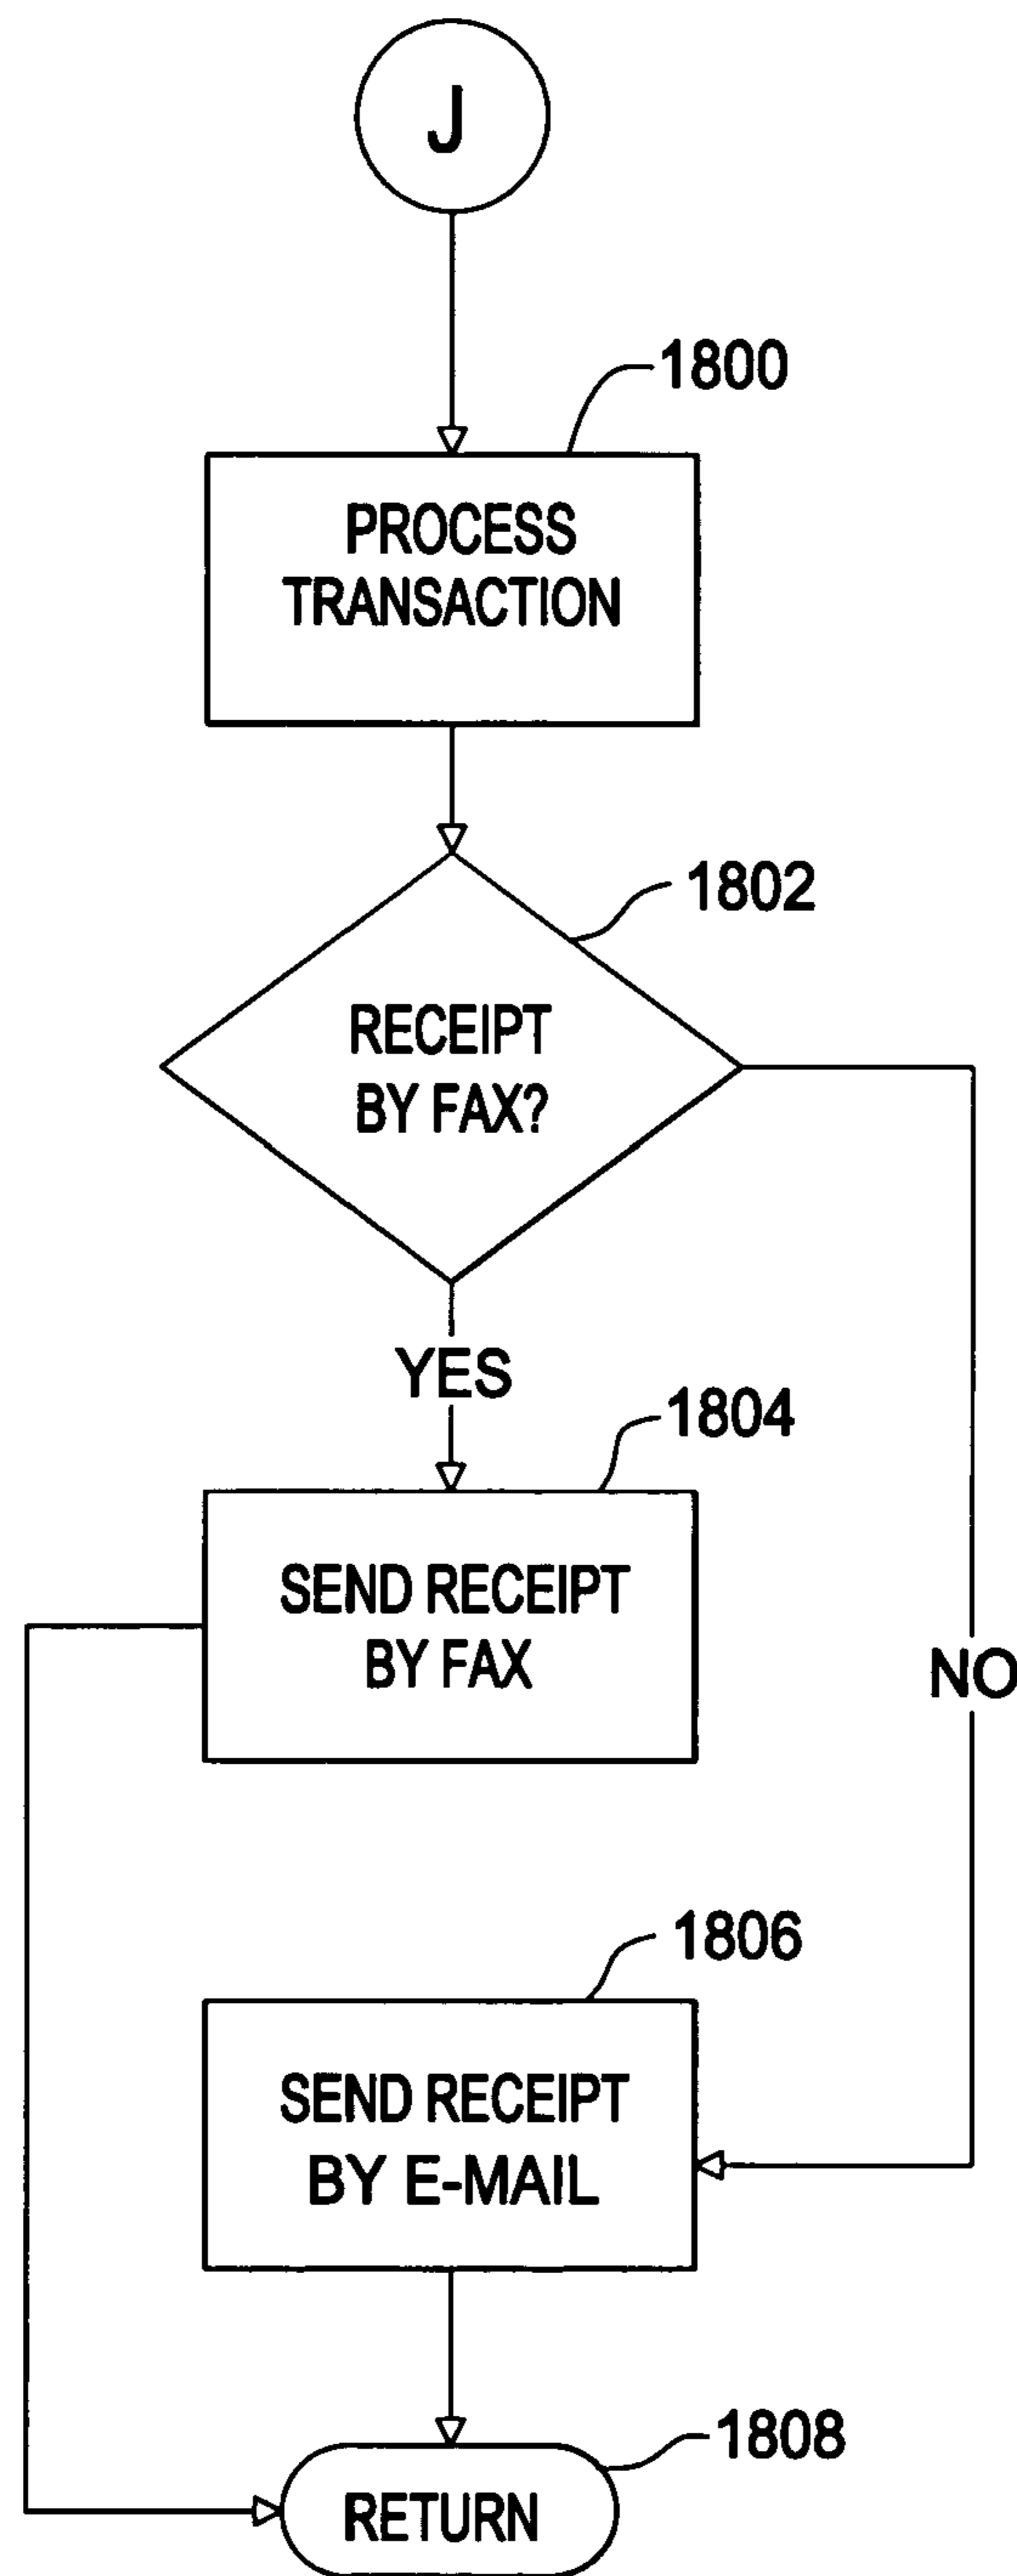 J
1800
PROCESS
TRANSACTION
1802
RECEIPT
BY FAX?
YES
1804
SEND RECEIPT
BY FAX
NO
1806
SEND RECEIPT
BY E-MAIL
1808
RETURN